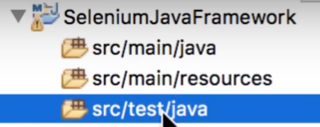 SeleniumJavaFramework
src/main/java
src/main/resources
src/test/java